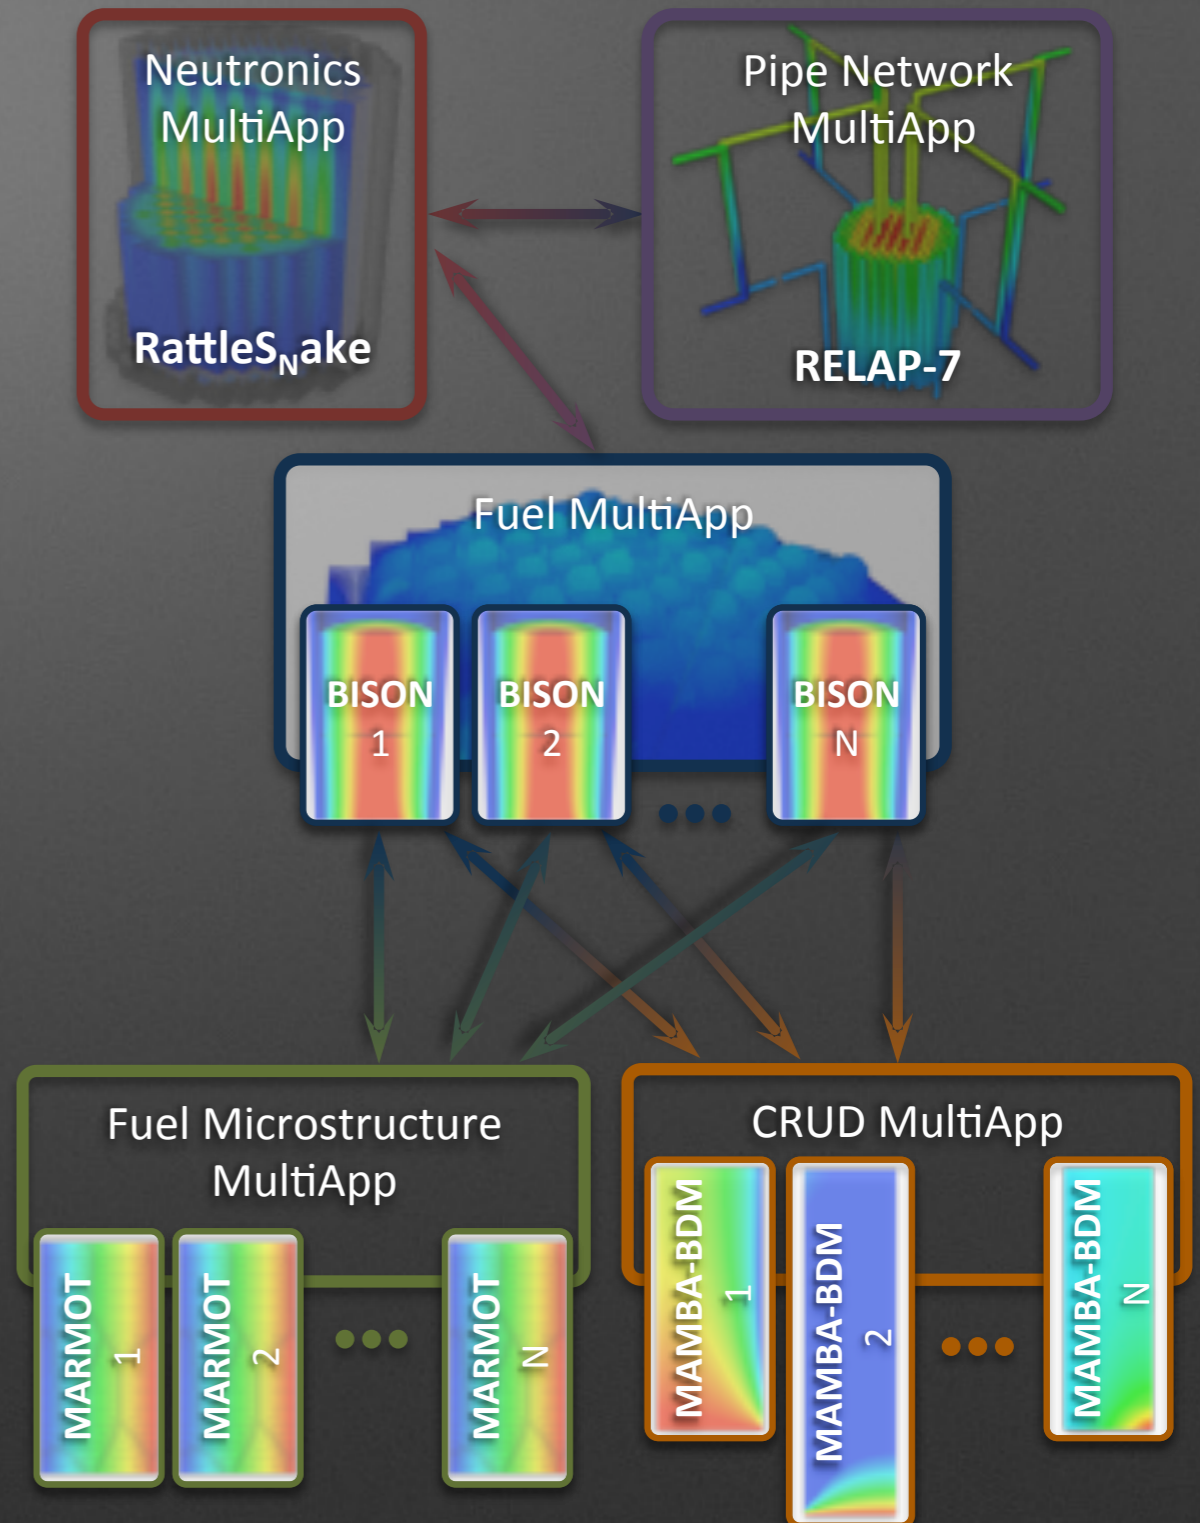 Neutronics
MultiApp
RattleSNake
Pipe Network
MultiApp
RELAP-7
Fuel MultiApp
BISON
1
BISON
2
BISON
N
Fuel Microstructure
MultiApp
MARMOT
1
MARMOT
2
MARMOT
N
CRUD MultiApp
MAMBA-BDM
1
MAMBA-BDM
2
MAMBA-BDM
N